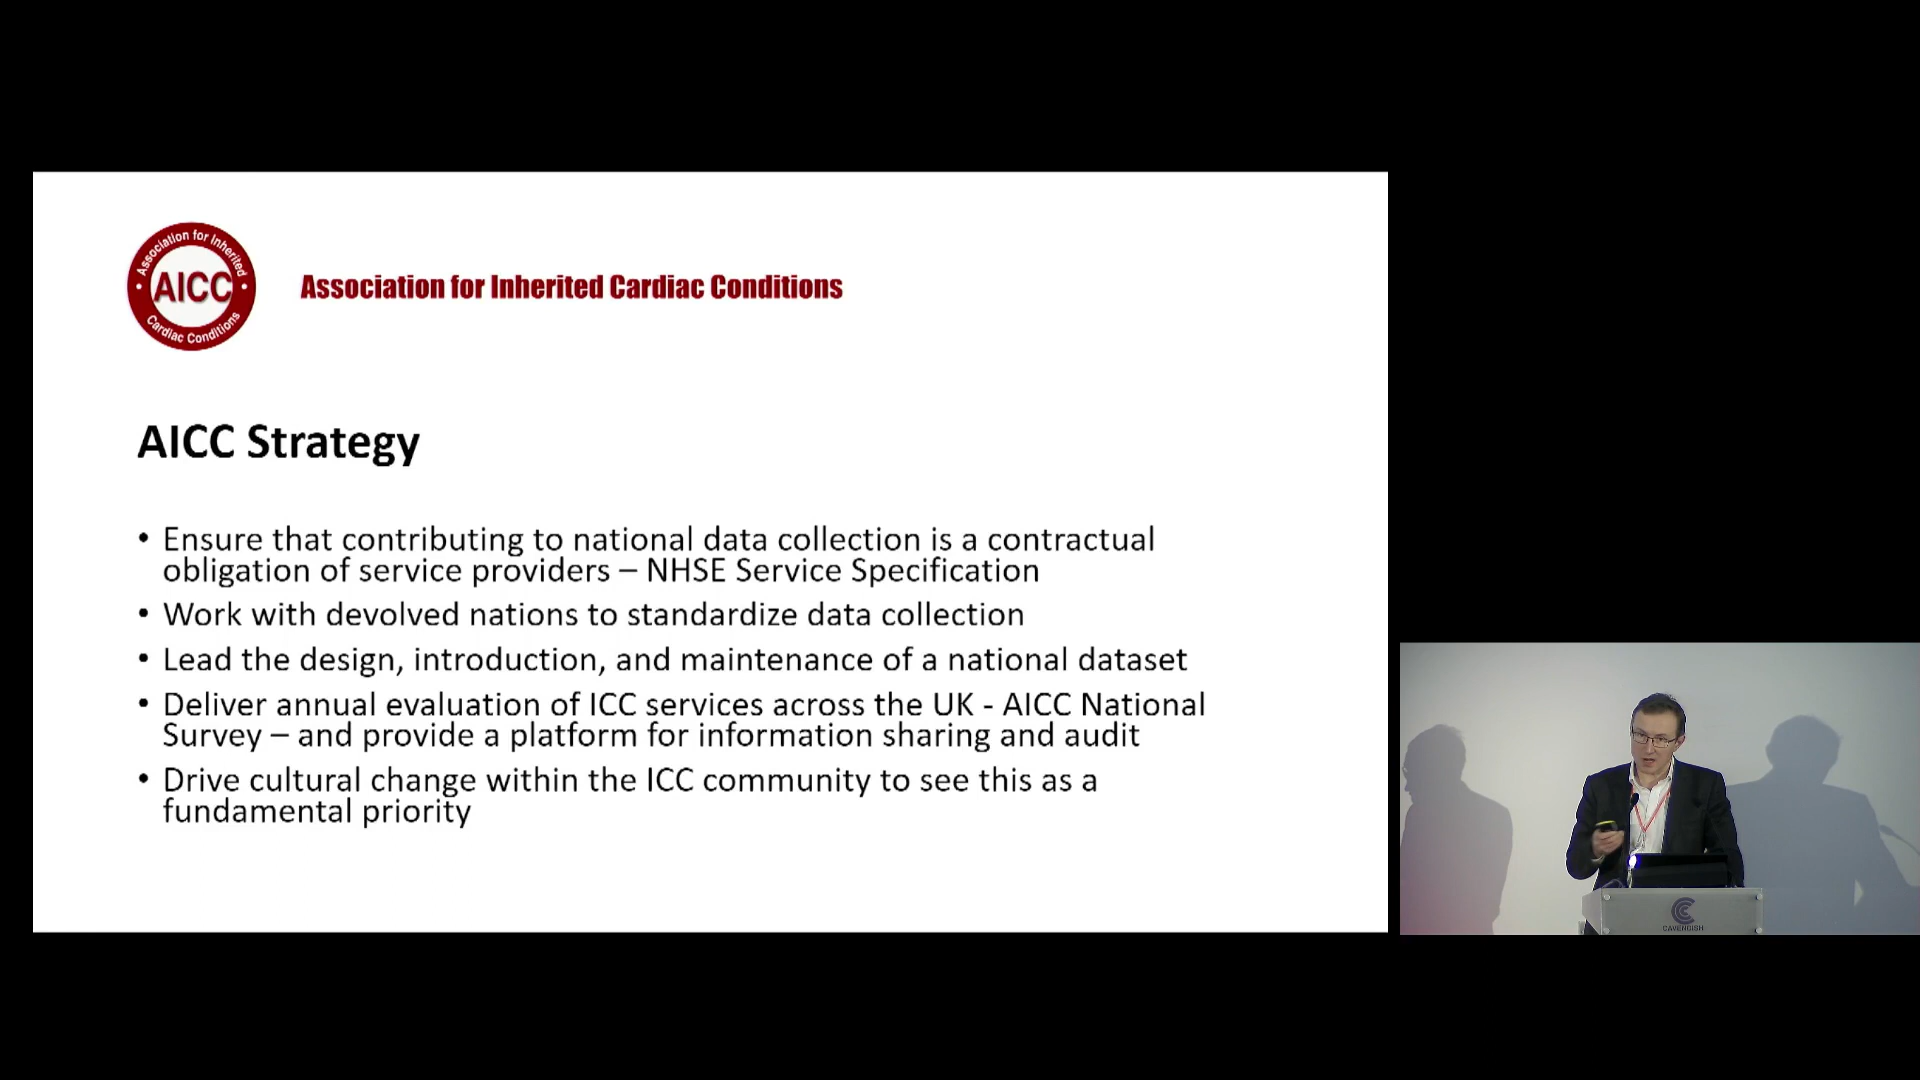 Association for Inherited
AICC
Cardiac Conditions
Association for Inherited Cardiac Conditions
AICC Strategy
• Ensure that contributing to national data collection is a contractual
obligation of service providers – NHSE Service Specification
• Work with devolved nations to standardize data collection
• Lead the design, introduction, and maintenance of a national dataset
• Deliver annual evaluation of ICC services across the UK - AICC National
Survey – and provide a platform for information sharing and audit
• Drive cultural change within the ICC community to see this as a
fundamental priority
CAVENDISH